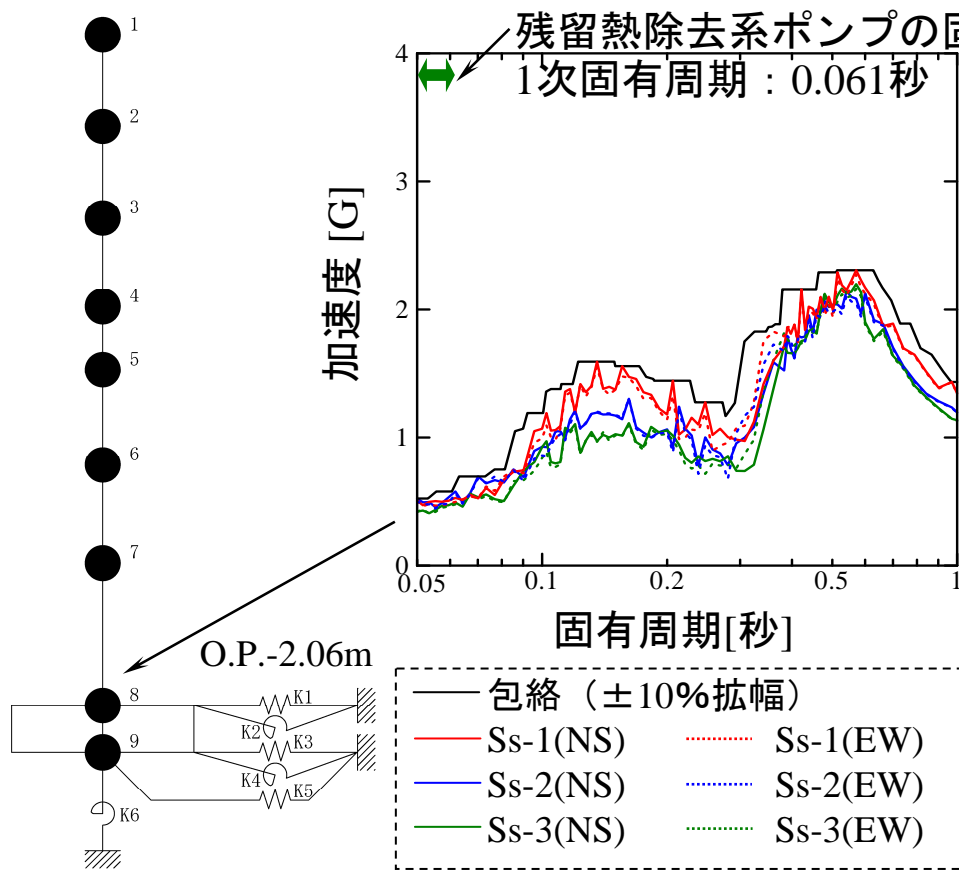 1
2
3
4
5
6
7
8
9
O.P.-2.06m
K1
K2
K3
K4
K5
K6
残留熱除去系ポンプの固
1次固有周期：0.061秒
加速度 [G]
4
3
2
1
0
0.05 0.1 0.2 0.5 1
固有周期[秒]
包絡（±10%拡幅）
Ss-1(NS) Ss-1(EW)
Ss-2(NS) Ss-2(EW)
Ss-3(NS) Ss-3(EW)